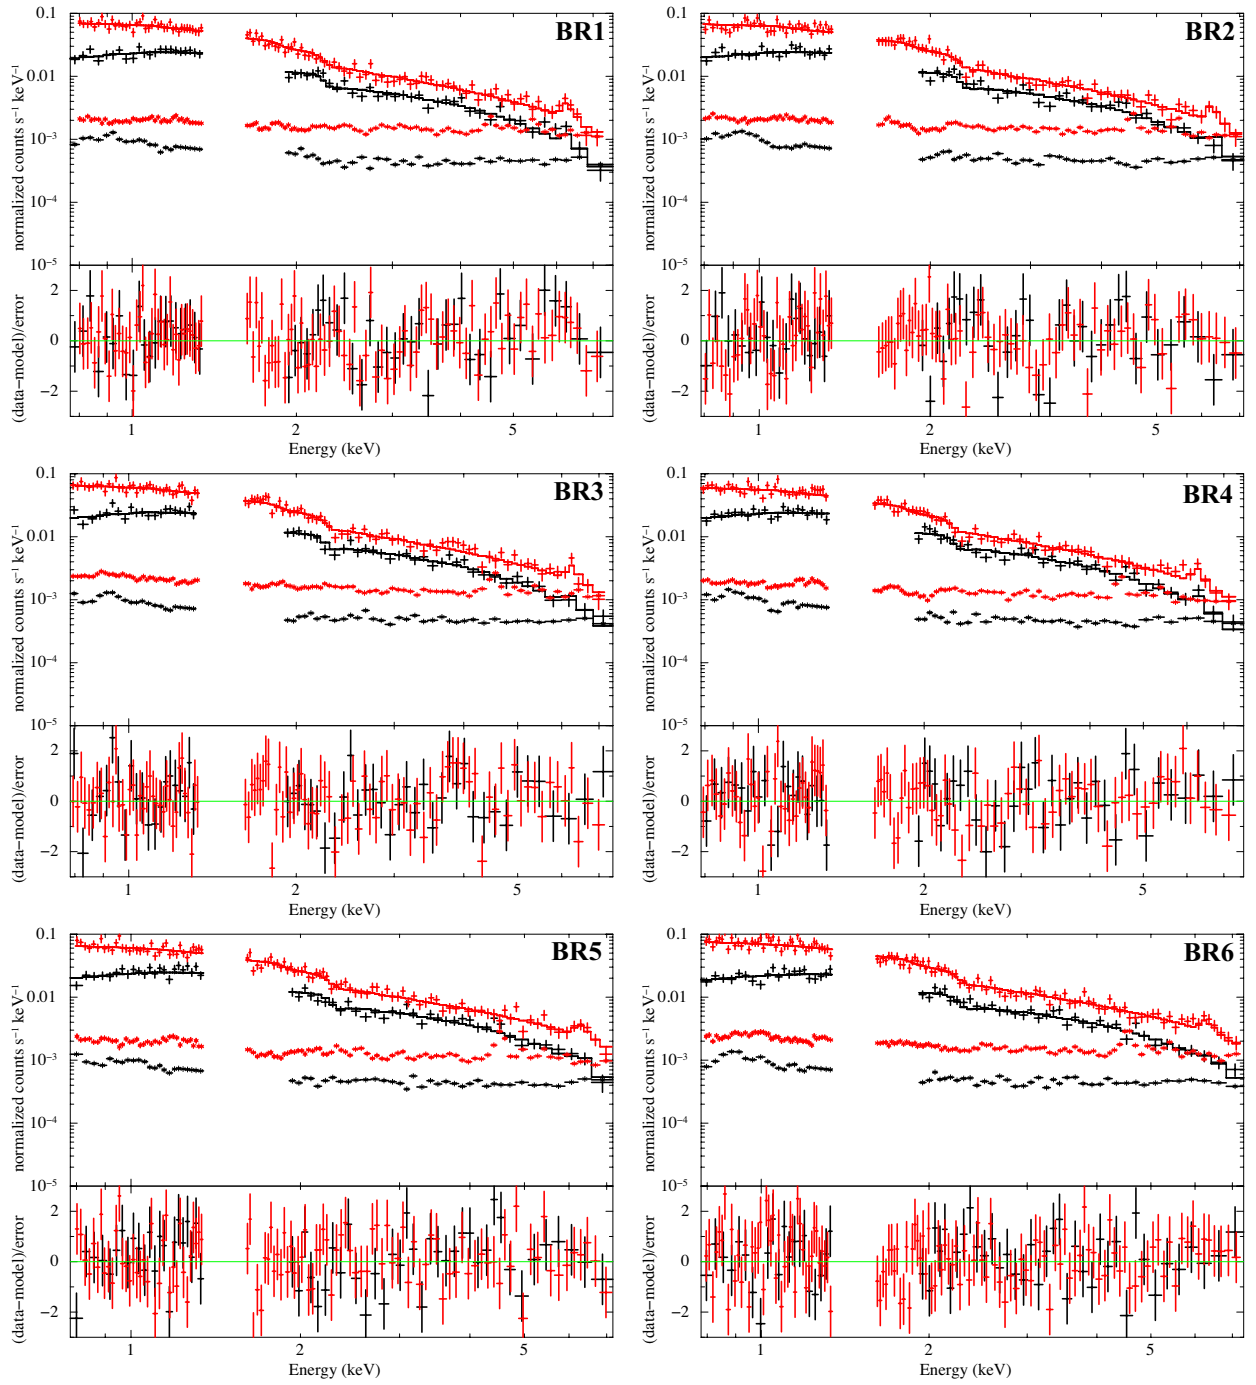 BR1
normalized counts s⁻¹ keV⁻¹
0.1
0.01
10⁻³
10⁻⁴
10⁻⁵
(data−model)/error
2
0
−2
1 2 5
Energy (keV)
BR2
normalized counts s⁻¹ keV⁻¹
0.1
0.01
10⁻³
10⁻⁴
10⁻⁵
(data−model)/error
2
0
−2
1 2 5
Energy (keV)
BR3
normalized counts s⁻¹ keV⁻¹
0.1
0.01
10⁻³
10⁻⁴
10⁻⁵
(data−model)/error
2
0
−2
1 2 5
Energy (keV)
BR4
normalized counts s⁻¹ keV⁻¹
0.1
0.01
10⁻³
10⁻⁴
10⁻⁵
(data−model)/error
2
0
−2
1 2 5
Energy (keV)
BR5
normalized counts s⁻¹ keV⁻¹
0.1
0.01
10⁻³
10⁻⁴
10⁻⁵
(data−model)/error
2
0
−2
1 2 5
Energy (keV)
BR6
normalized counts s⁻¹ keV⁻¹
0.1
0.01
10⁻³
10⁻⁴
10⁻⁵
(data−model)/error
2
0
−2
1 2 5
Energy (keV)